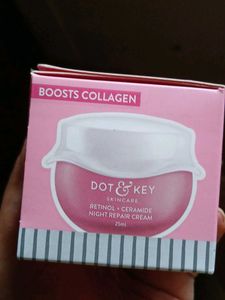 BOOSTS COLLAGEN
DOT & KEY
SKINCARE
RETINOL + CERAMIDE
NIGHT REPAIR CREAM
25ml